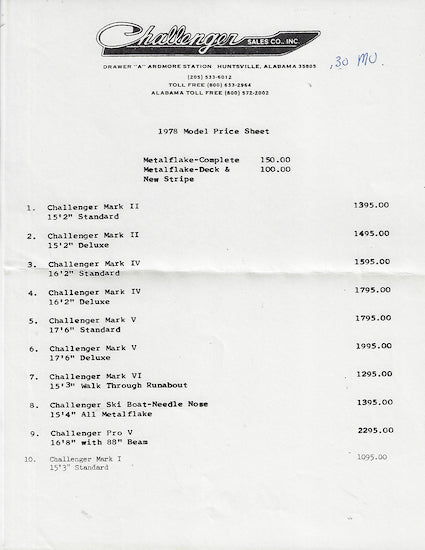 Challenger SALES CO., INC.
DRAWER "A" ARDMORE STATION HUNTSVILLE, ALABAMA 35805
.30 MU.
(205) 533-6012
TOLL FREE (800) 633-2964
ALABAMA TOLL FREE (800) 572-2002
1978 Model Price Sheet
Metalflake-Complete 150.00
Metalflake-Deck & 100.00
New Stripe
1. Challenger Mark II 1395.00
15'2" Standard
2. Challenger Mark II 1495.00
15'2" Deluxe
3. Challenger Mark IV 1595.00
16'2" Standard
4. Challenger Mark IV 1795.00
16'2" Deluxe
5. Challenger Mark V 1795.00
17'6" Standard
6. Challenger Mark V 1995.00
17'6" Deluxe
7. Challenger Mark VI 1295.00
15'3" Walk Through Runabout
8. Challenger Ski Boat-Needle Nose 1395.00
15'4" All Metalflake
9. Challenger Pro V 2295.00
16'8" with 88" Beam
10. Challenger Mark I 1095.00
15'3" Standard